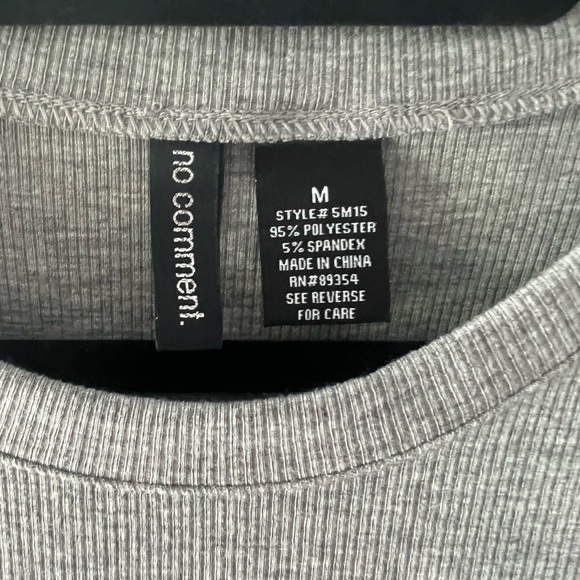 no comment.
M
STYLE# 5M15
95% POLYESTER
5% SPANDEX
MADE IN CHINA
RN#89354
SEE REVERSE
FOR CARE